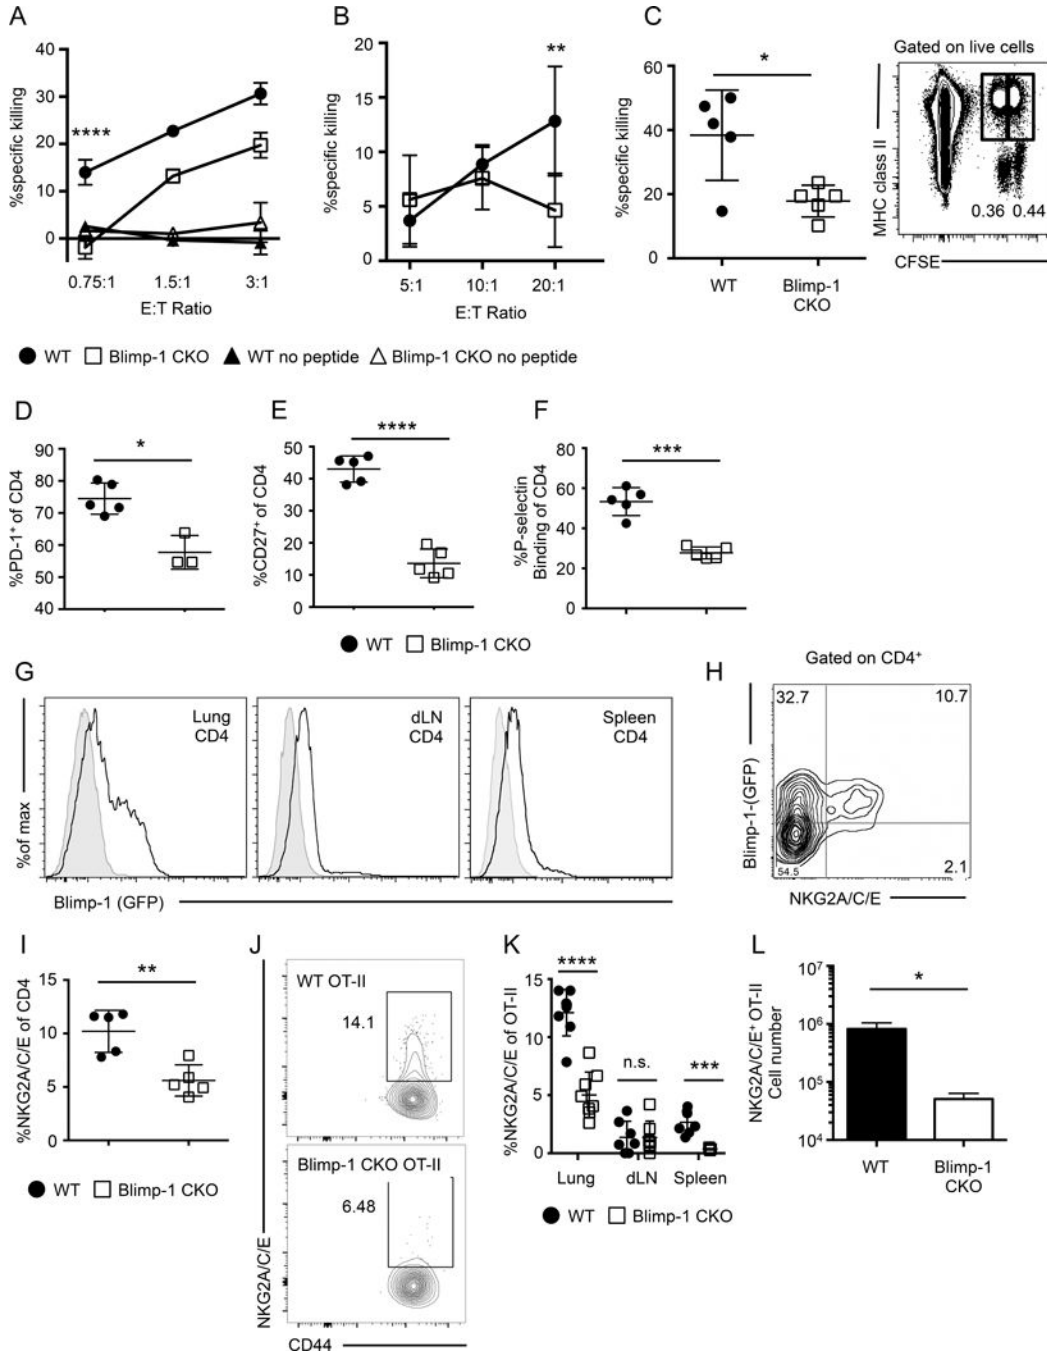 A
%specific killing
40
30
20
10
0
****
0.75:1 1.5:1 3:1
E:T Ratio
B
%specific killing
20
15
10
5
0
**
5:1 10:1 20:1
E:T Ratio
C
%specific killing
60
40
20
0
*
WT Blimp-1
CKO
Gated on live cells
MHC class II
0.36 0.44
CFSE
WT Blimp-1 CKO WT no peptide Blimp-1 CKO no peptide
D
%PD-1+ of CD4
90
80
70
60
50
40
*
E
%CD27+ of CD4
50
40
30
20
10
0
****
F
%P-selectin
Binding of CD4
80
60
40
20
0
***
WT Blimp-1 CKO
G
%of max
Lung
CD4
dLN
CD4
Spleen
CD4
Blimp-1 (GFP)
H
Gated on CD4+
Blimp-1-(GFP)
32.7 10.7
54.5 2.1
NKG2A/C/E
I
%NKG2A/C/E of CD4
15
10
5
0
**
WT Blimp-1 CKO
J
NKG2A/C/E
WT OT-II
14.1
Blimp-1 CKO OT-II
6.48
CD44
K
%NKG2A/C/E of OT-II
15
10
5
0
****
n.s.
***
Lung dLN Spleen
WT Blimp-1 CKO
L
NKG2A/C/E+ OT-II
Cell number
10^7
10^6
10^5
10^4
*
WT Blimp-1
CKO